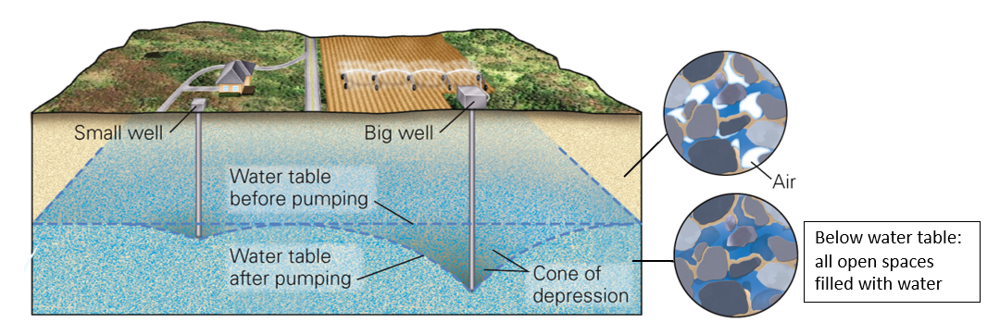 Small well
Big well
Water table
before pumping
Water table
after pumping
Cone of
depression
Air
Below water table:
all open spaces
filled with water